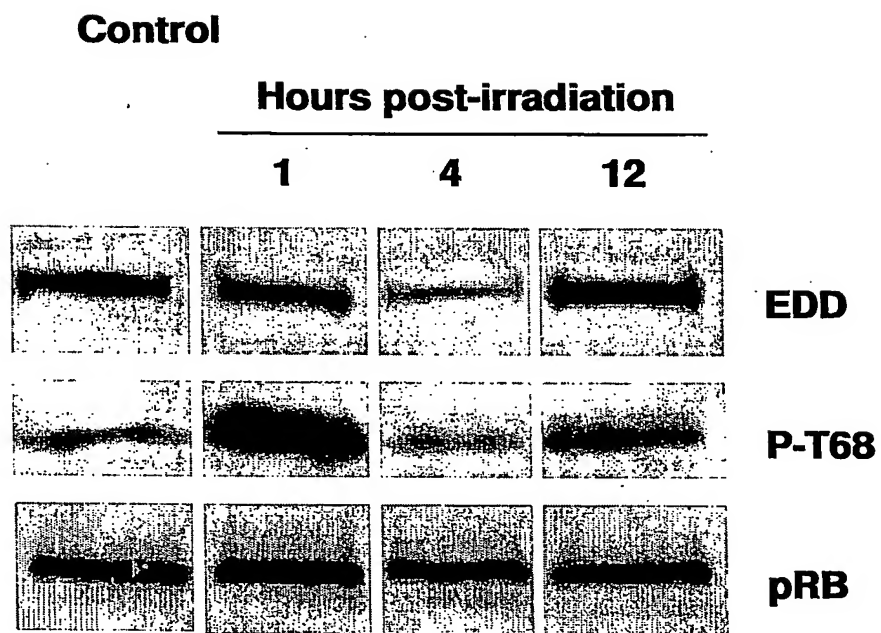 Control
Hours post-irradiation
1 4 12
EDD
P-T68
pRB